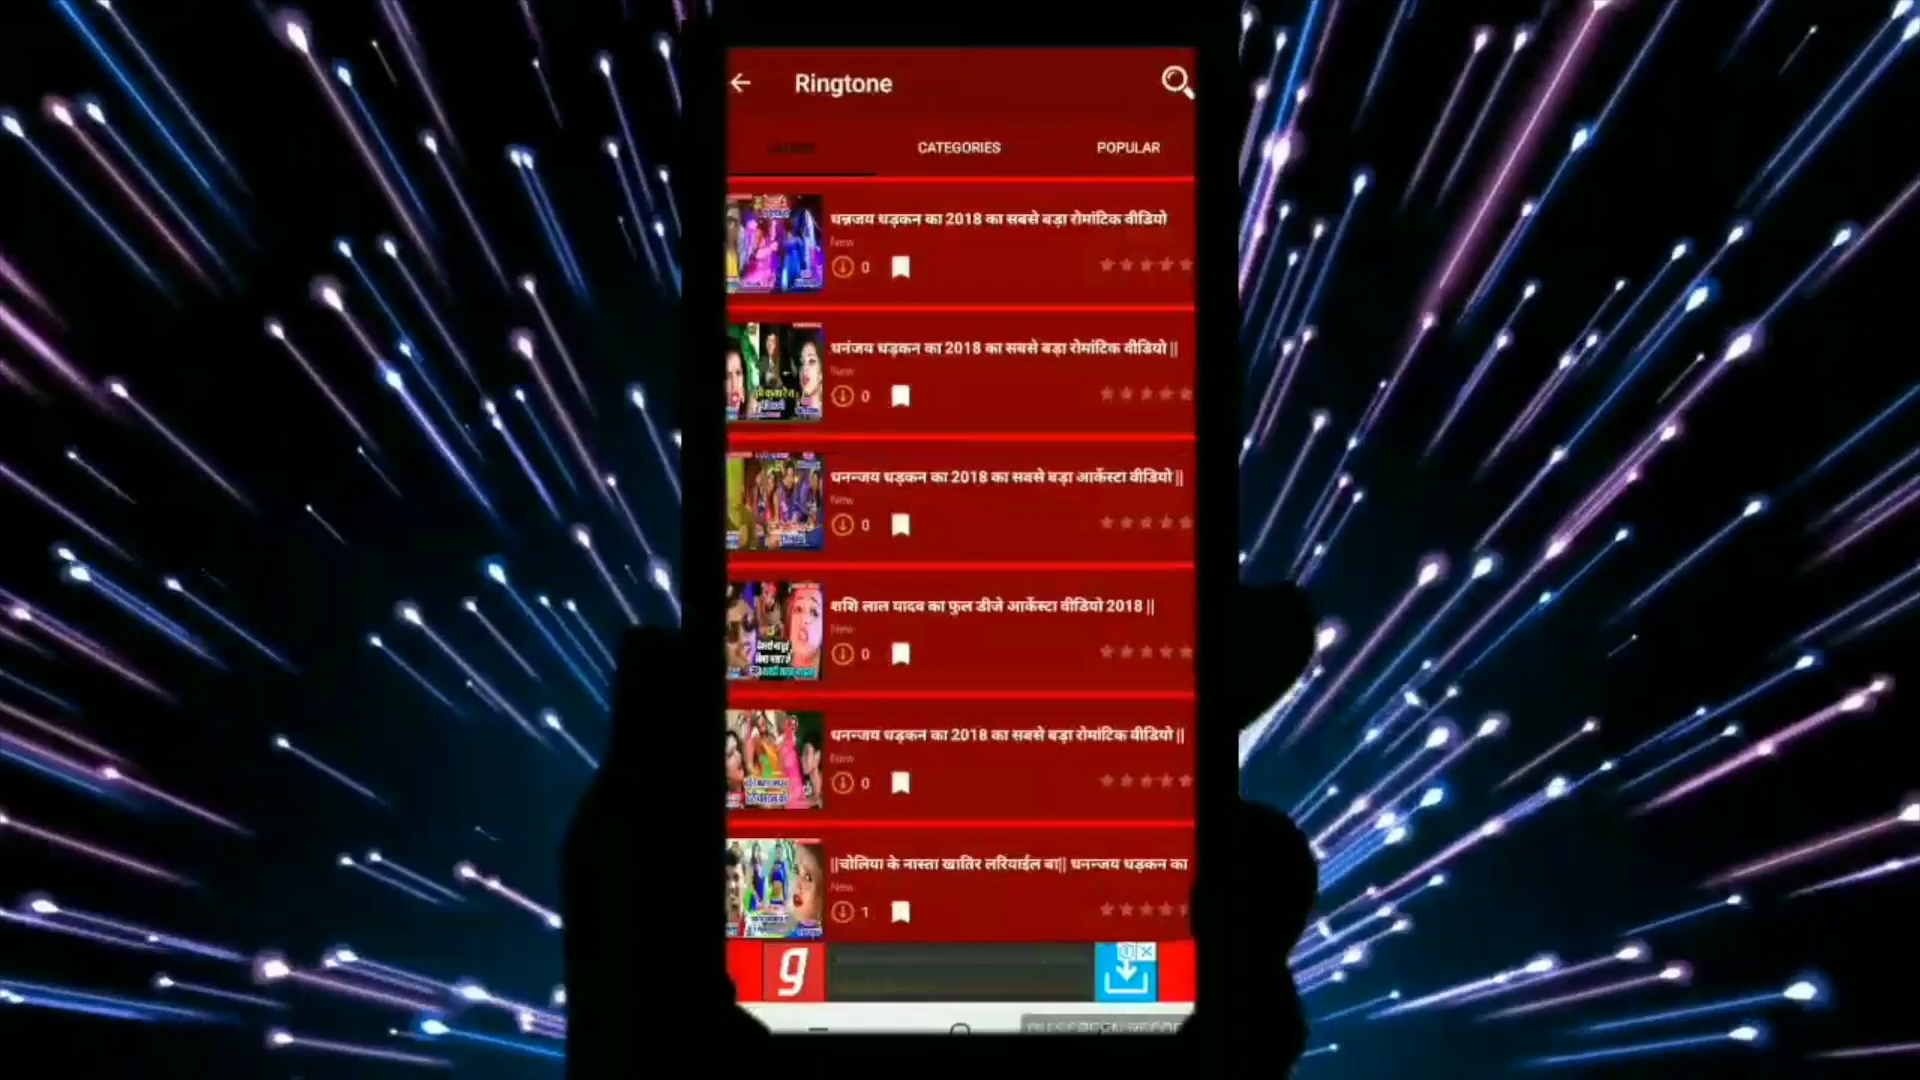 Ringtone
CATEGORIES
POPULAR
धन्नजय धड़कन का 2018 का सबसे बड़ा रोमांटिक वीडियो
New
0
धनंजय धड़कन का 2018 का सबसे बड़ा रोमांटिक वीडियो ||
New
0
धनन्जय धड़कन का 2018 का सबसे बड़ा आर्केस्टा वीडियो ||
New
0
शशि लाल यादव का फुल डीजे आर्केस्टा वीडियो 2018 ||
New
0
धनन्जय धड़कन का 2018 का सबसे बड़ा रोमांटिक वीडियो ||
New
0
||चोलिया के नास्ता खातिर लरियाईल बा|| धनन्जय धड़कन का
New
1
g